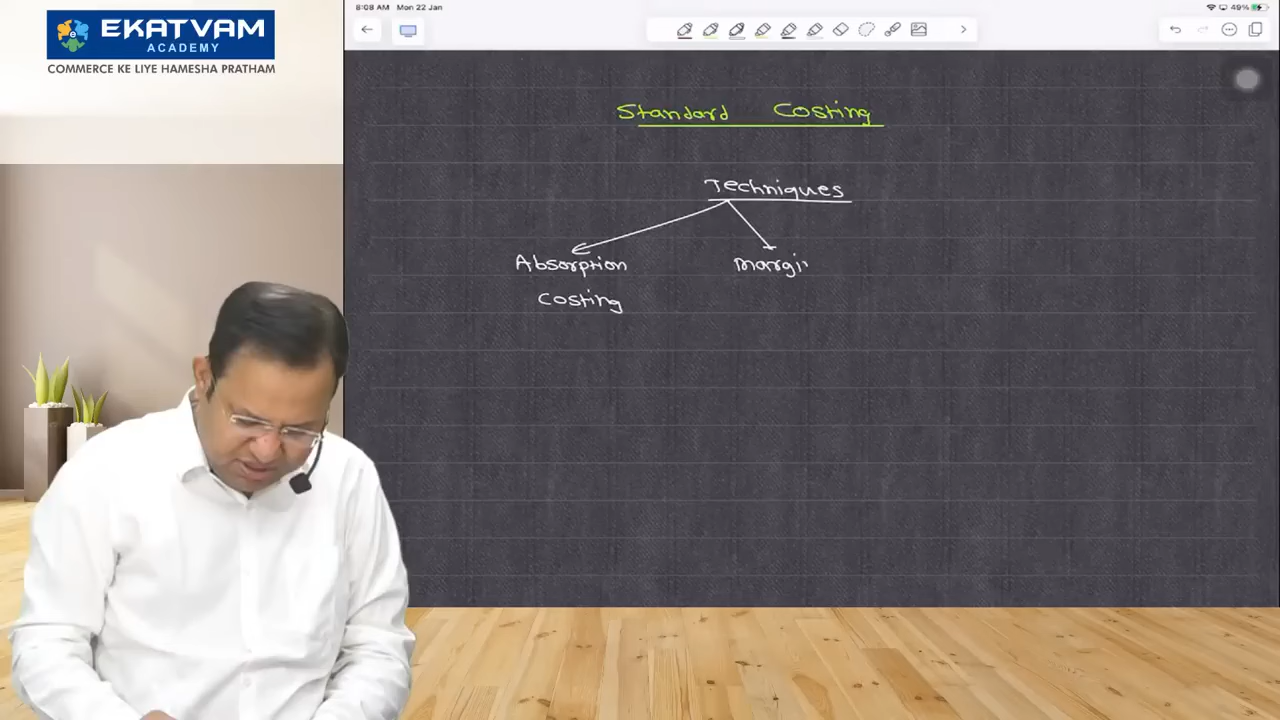 EKATVAM
ACADEMY
COMMERCE KE LIYE HAMESHA PRATHAM
8:08 AM Mon 22 Jan
49%
Standard Costing
Techniques
Absorption Margi
Costing